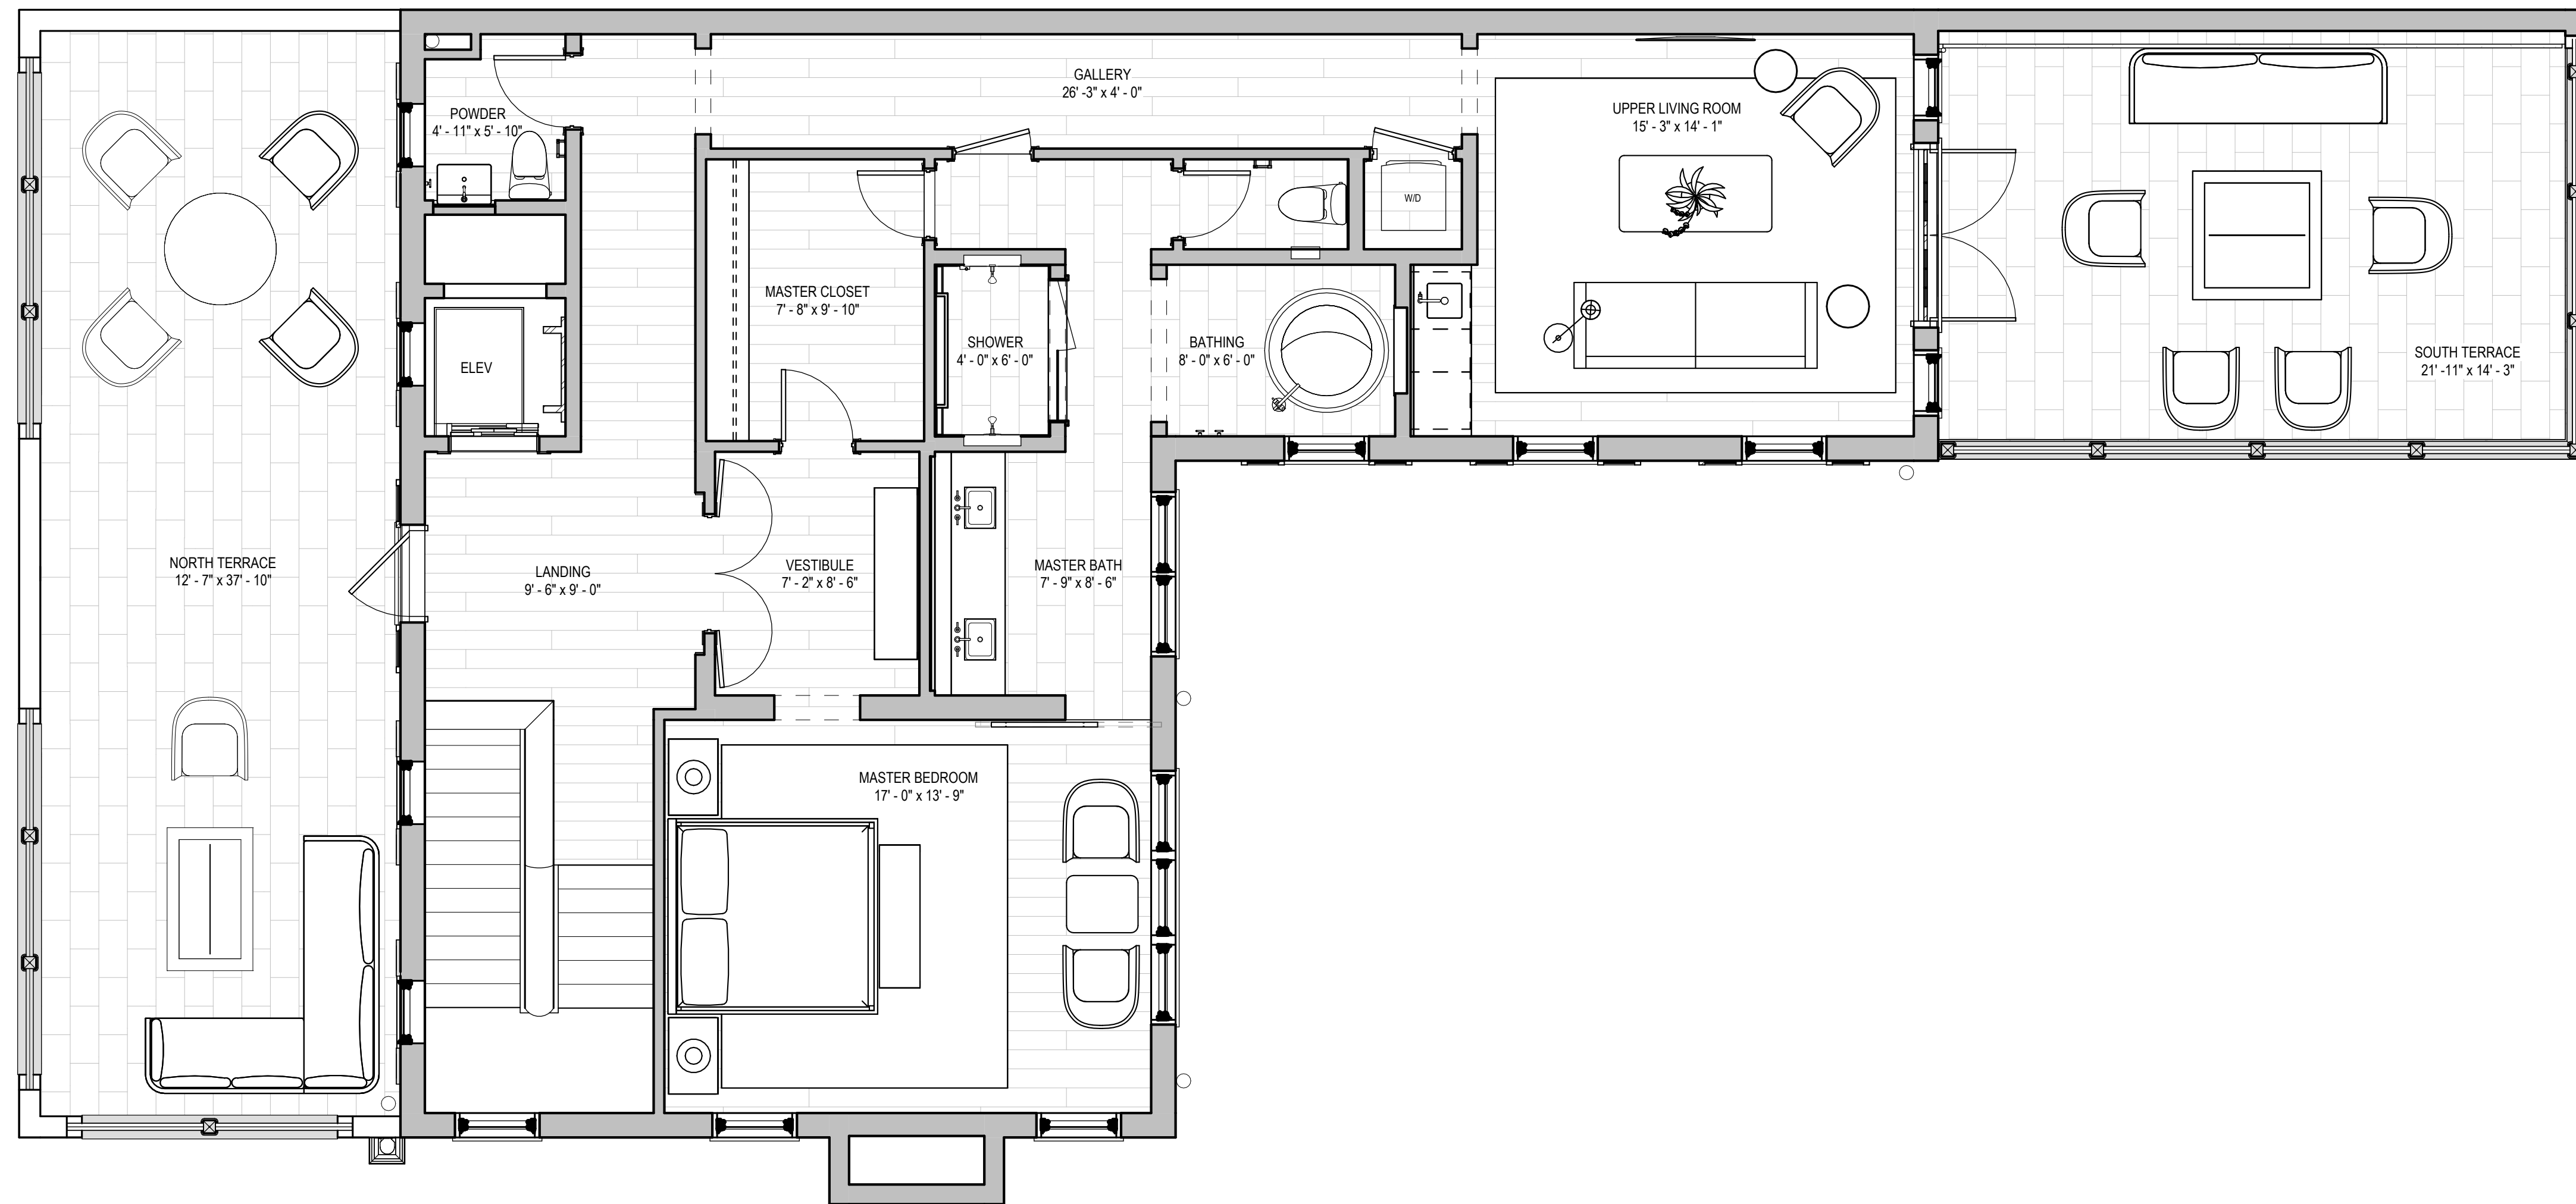 GALLERY
26' -3" x 4' - 0"
POWDER
4' - 11" x 5' - 10"
UPPER LIVING ROOM
15' - 3" x 14' - 1"
W/D
MASTER CLOSET
7' - 8" x 9' - 10"
SHOWER
4' - 0" x 6' - 0"
BATHING
8' - 0" x 6' - 0"
ELEV
SOUTH TERRACE
21' -11" x 14' - 3"
NORTH TERRACE
12' - 7" x 37' - 10"
LANDING
9' - 6" x 9' - 0"
VESTIBULE
7' - 2" x 8' - 6"
MASTER BATH
7' - 9" x 8' - 6"
MASTER BEDROOM
17' - 0" x 13' - 9"